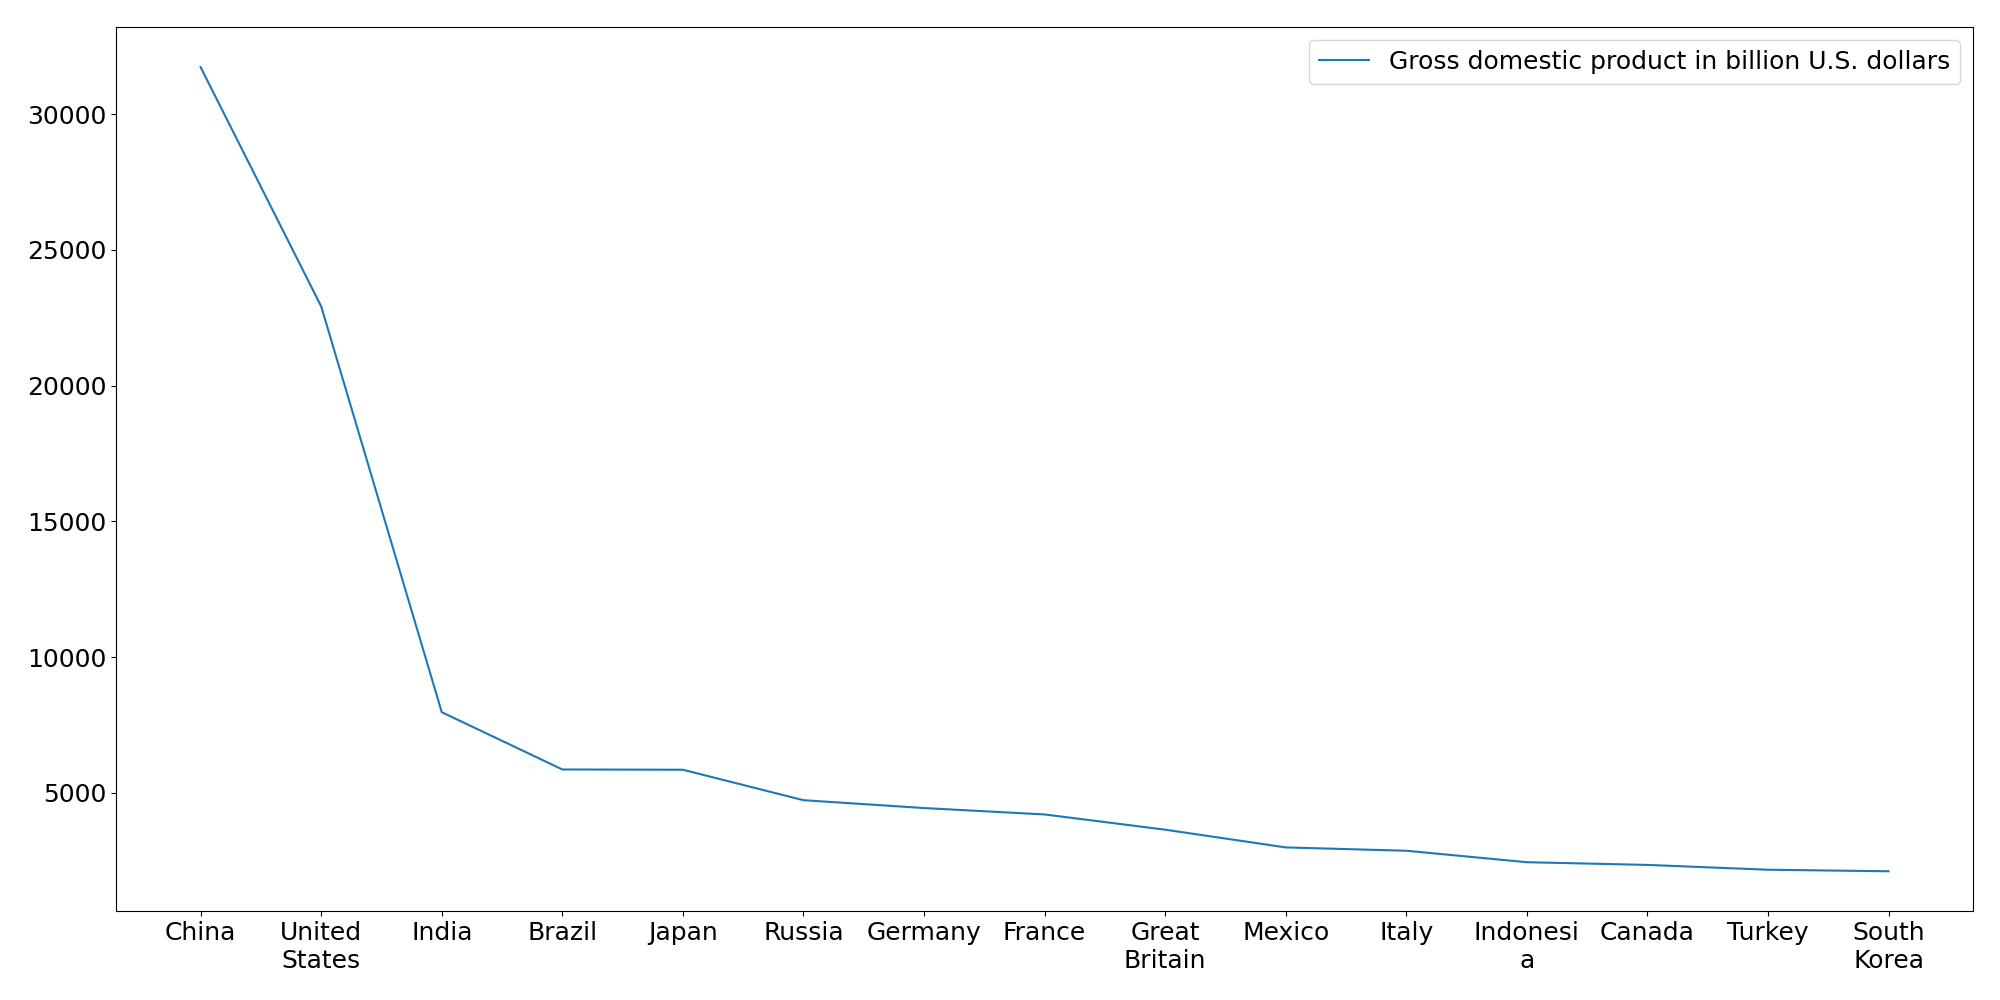 Gross domestic product in billion U.S. dollars
30000
25000
20000
15000
10000
5000
China
United
States
India
Brazil
Japan
Russia
Germany
France
Great
Britain
Mexico
Italy
Indonesi
a
Canada
Turkey
South
Korea